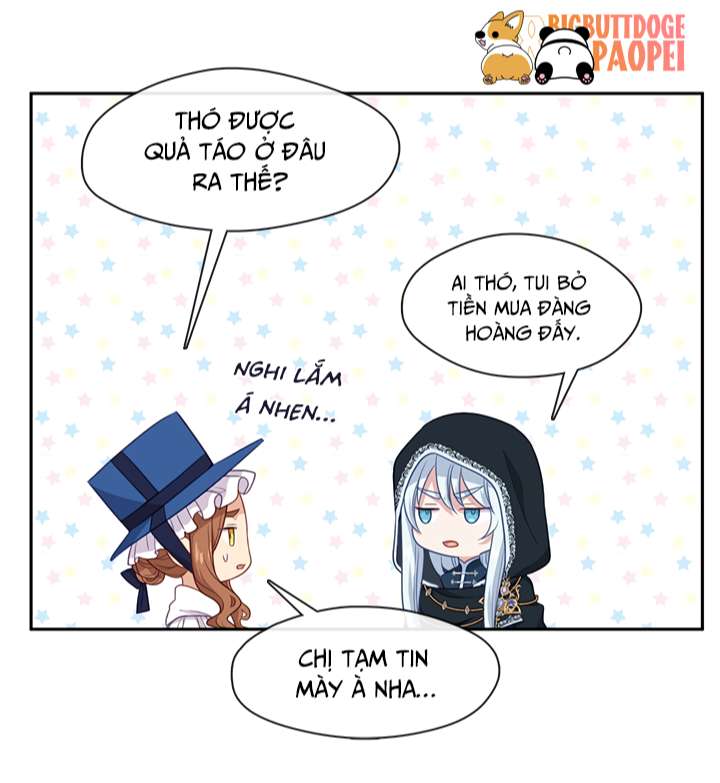 BIGBUTTDOGE
PAOPEI
THÓ ĐƯỢC
QUẢ TÁO Ở ĐÂU
RA THẾ?
AI THÓ, TUI BỎ
TIỀN MUA ĐÀNG
HOÀNG ĐẤY.
NGHI LẮM
Á NHEN...
CHỊ TẠM TIN
MÀY À NHA...